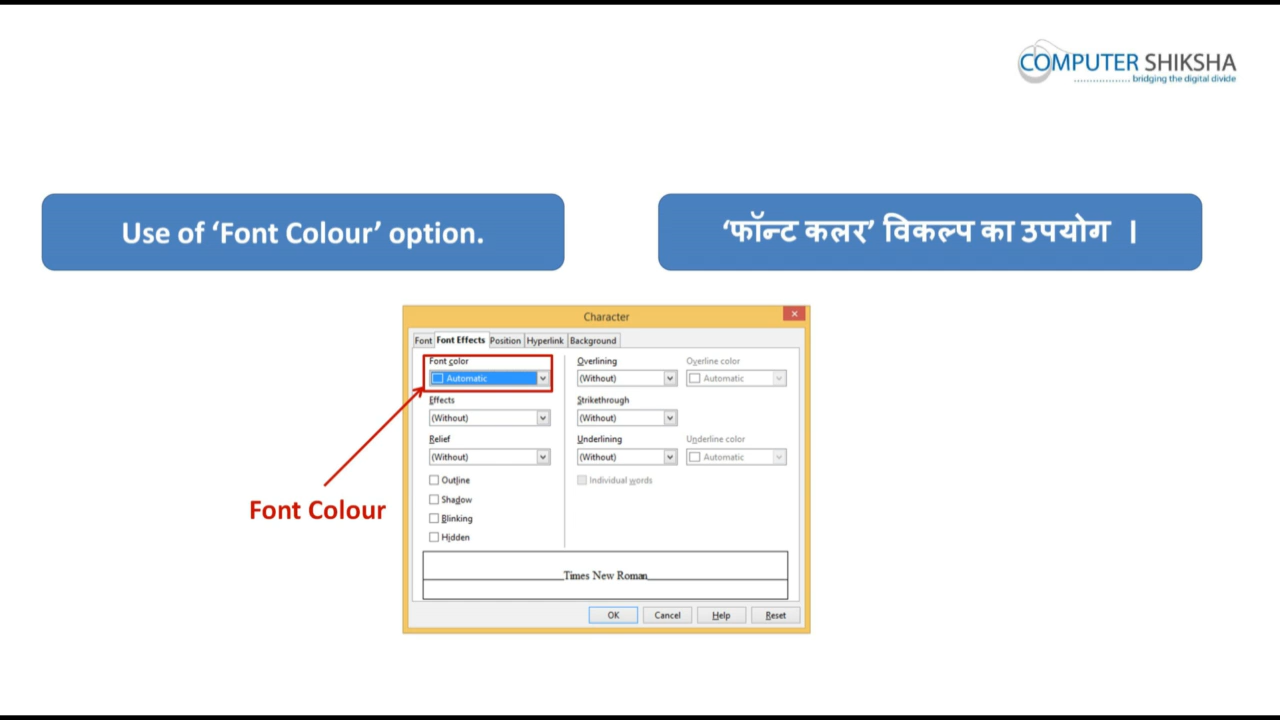 COMPUTER SHIKSHA
bridging the digital divide
Use of ‘Font Colour’ option.
‘फॉन्ट कलर’ विकल्प का उपयोग ।
Character
Font Font Effects Position Hyperlink Background
Font color
Automatic
Effects
(Without)
Relief
(Without)
Outline
Shadow
Blinking
Hidden
Overlining
(Without)
Overline color
Automatic
Strikethrough
(Without)
Underlining
(Without)
Underline color
Automatic
Individual words
Font Colour
Times New Roman
OK Cancel Help Reset